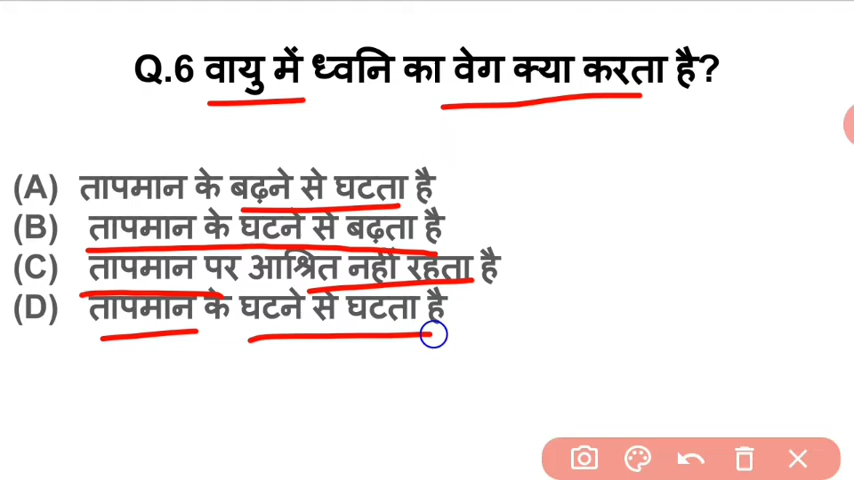 Q.6 वायु में ध्वनि का वेग क्या करता है?
(A) तापमान के बढ़ने से घटता है
(B) तापमान के घटने से बढ़ता है
(C) तापमान पर आश्रित नहीं रहता है
(D) तापमान के घटने से घटता है